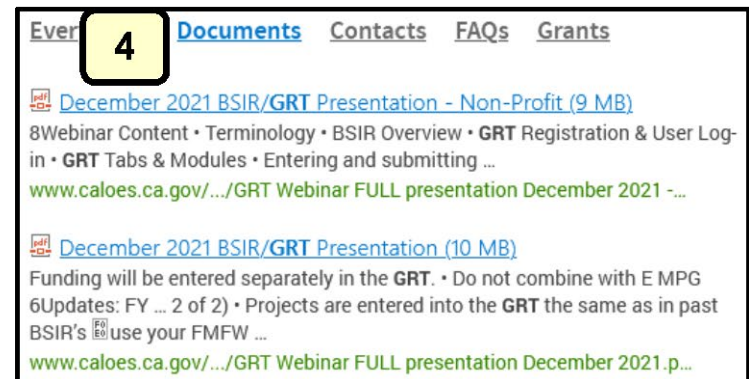 Ever
4
Documents Contacts FAQs Grants
December 2021 BSIR/GRT Presentation - Non-Profit (9 MB)
8Webinar Content • Terminology • BSIR Overview • GRT Registration & User Log-
in • GRT Tabs & Modules • Entering and submitting ...
www.caloes.ca.gov/.../GRT Webinar FULL presentation December 2021 -...
December 2021 BSIR/GRT Presentation (10 MB)
Funding will be entered separately in the GRT. • Do not combine with E MPG
6Updates: FY ... 2 of 2) • Projects are entered into the GRT the same as in past
BSIR's use your FMFW ...
www.caloes.ca.gov/.../GRT Webinar FULL presentation December 2021.p...